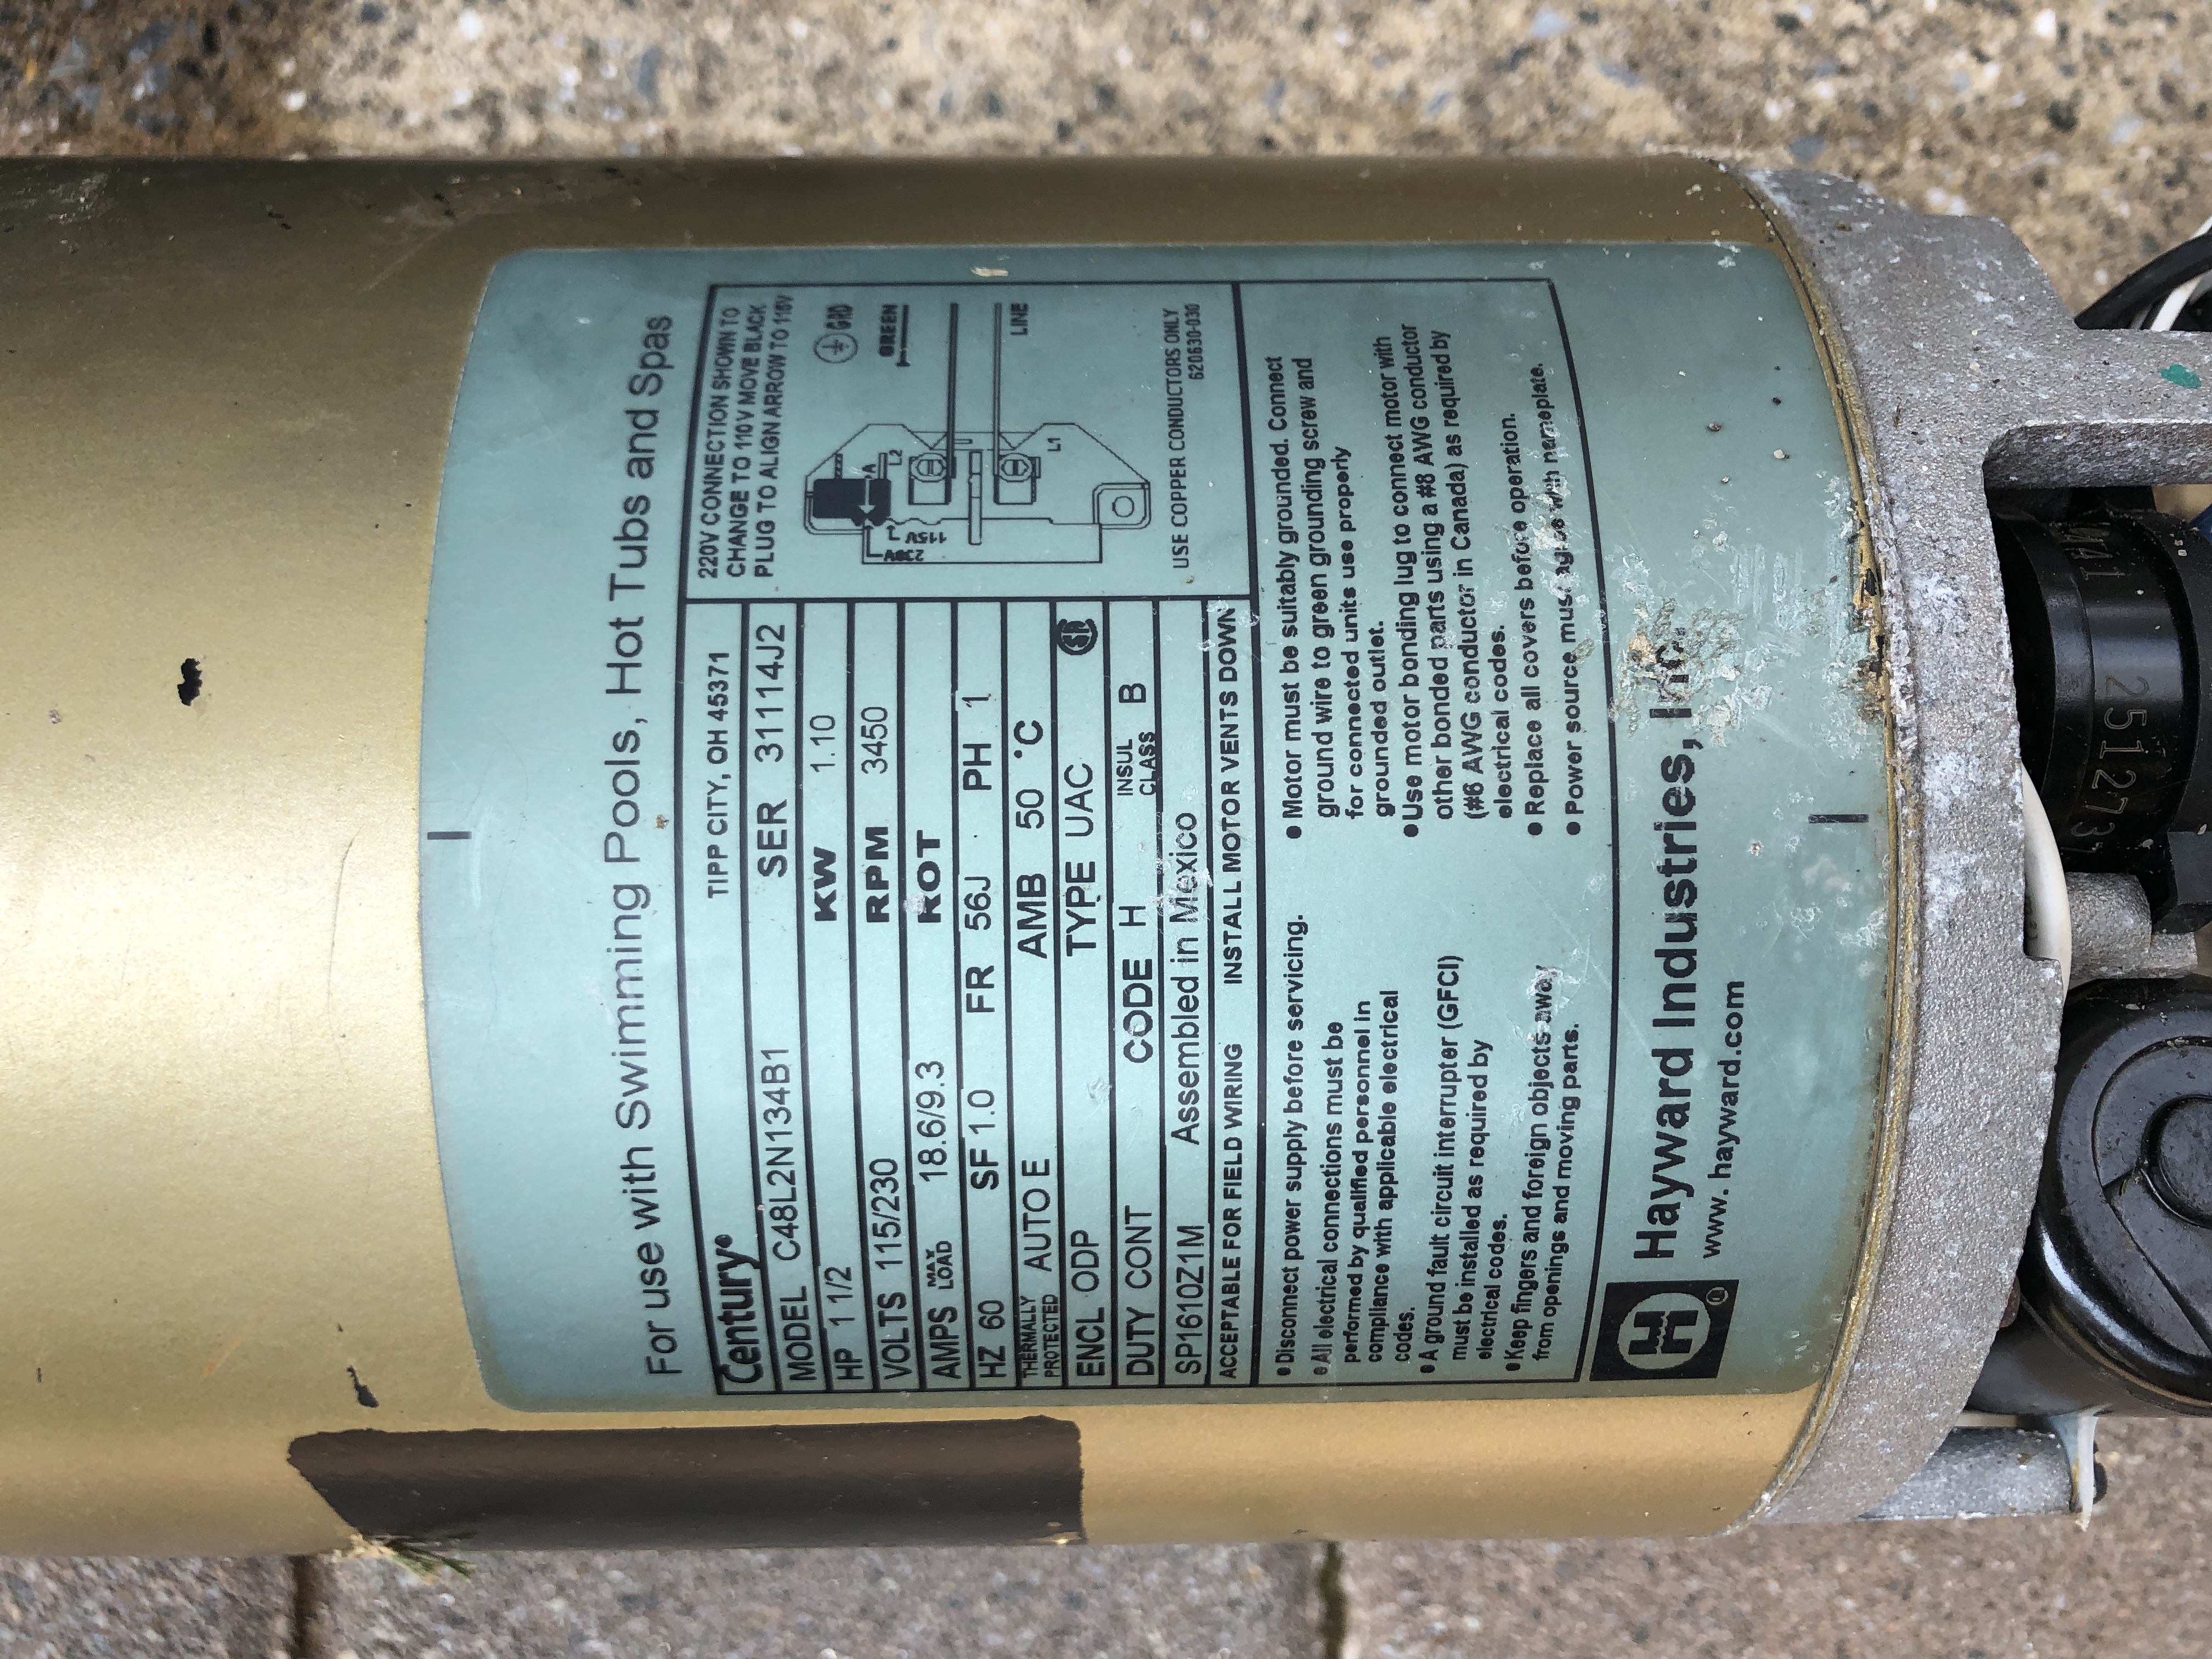 For use with Swimming Pools, Hot Tubs and Spas
Century® TIPP CITY, OH 45371
MODEL C48L2N134B1 SER 31114J2
HP 1 1/2 KW 1.10
VOLTS 115/230 RPM 3450
AMPS MAX LOAD 18.6/9.3 ROT
HZ 60 SF 1.0 FR 56J PH 1
THERMALLY PROTECTED AUTO E AMB 50 °C
ENCL ODP TYPE UAC
DUTY CONT CODE H INSUL CLASS B
SP1610Z1M Assembled in Mexico
ACCEPTABLE FOR FIELD WIRING INSTALL MOTOR VENTS DOWN
220V CONNECTION SHOWN TO
CHANGE TO 110V MOVE BLACK
PLUG TO ALIGN ARROW TO 115V
GRD
GREEN
A
L2
230V
115V
LINE
L1
USE COPPER CONDUCTORS ONLY
620630-030
• Disconnect power supply before servicing.
• All electrical connections must be
performed by qualified personnel in
compliance with applicable electrical
codes.
• A ground fault circuit interrupter (GFCI)
must be installed as required by
electrical codes.
• Keep fingers and foreign objects away
from openings and moving parts.
• Motor must be suitably grounded. Connect
ground wire to green grounding screw and
for connected units use properly
grounded outlet.
• Use motor bonding lug to connect motor with
other bonded parts using a #8 AWG conductor
(#6 AWG conductor in Canada) as required by
electrical codes.
• Replace all covers before operation.
• Power source must agree with nameplate.
H
Hayward Industries, Inc.
www.hayward.com